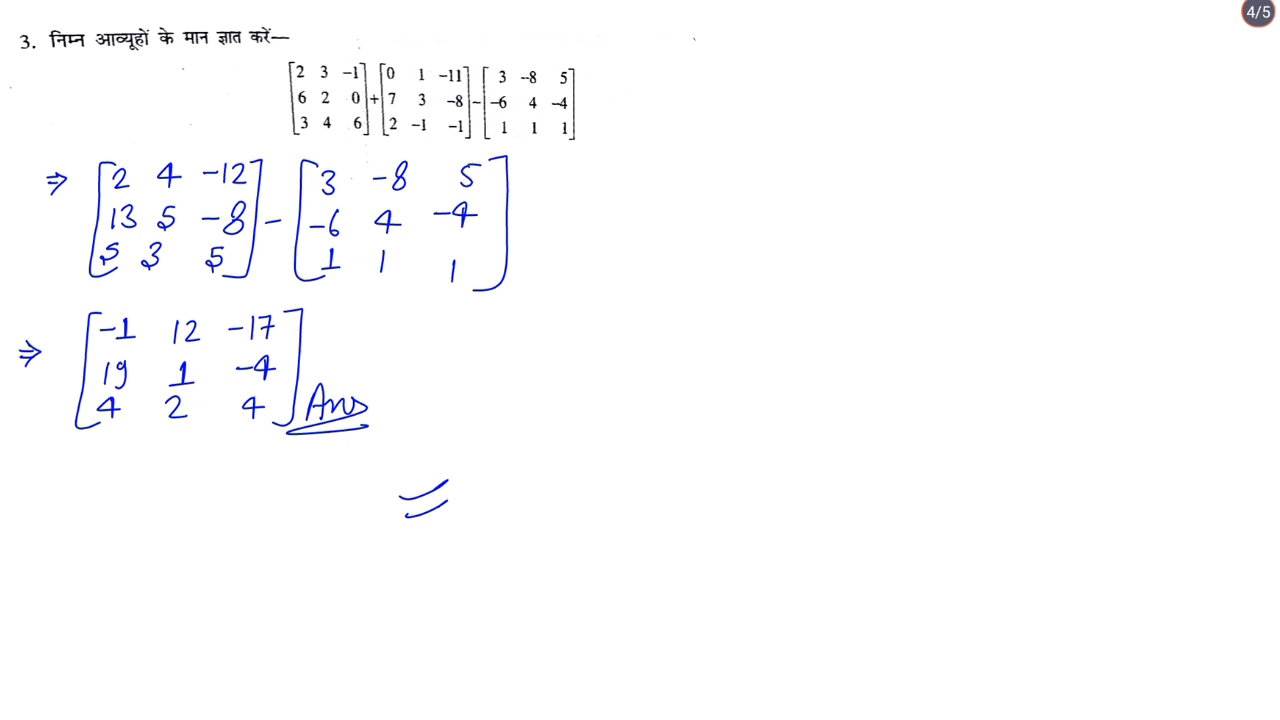 4/5
3. निम्न आव्यूहों के मान ज्ञात करें—
[2 3 –1] [0 1 –11] [3 –8 5]
[6 2 0] + [7 3 –8] – [–6 4 –4]
[3 4 6] [2 –1 –1] [1 1 1]
[2 4 -12] [3 -8 5]
⇒ [13 5 -8] - [-6 4 -4]
[5 3 5] [1 1 1]
[-1 12 -17]
⇒ [19 1 -4]
[4 2 4] Ans